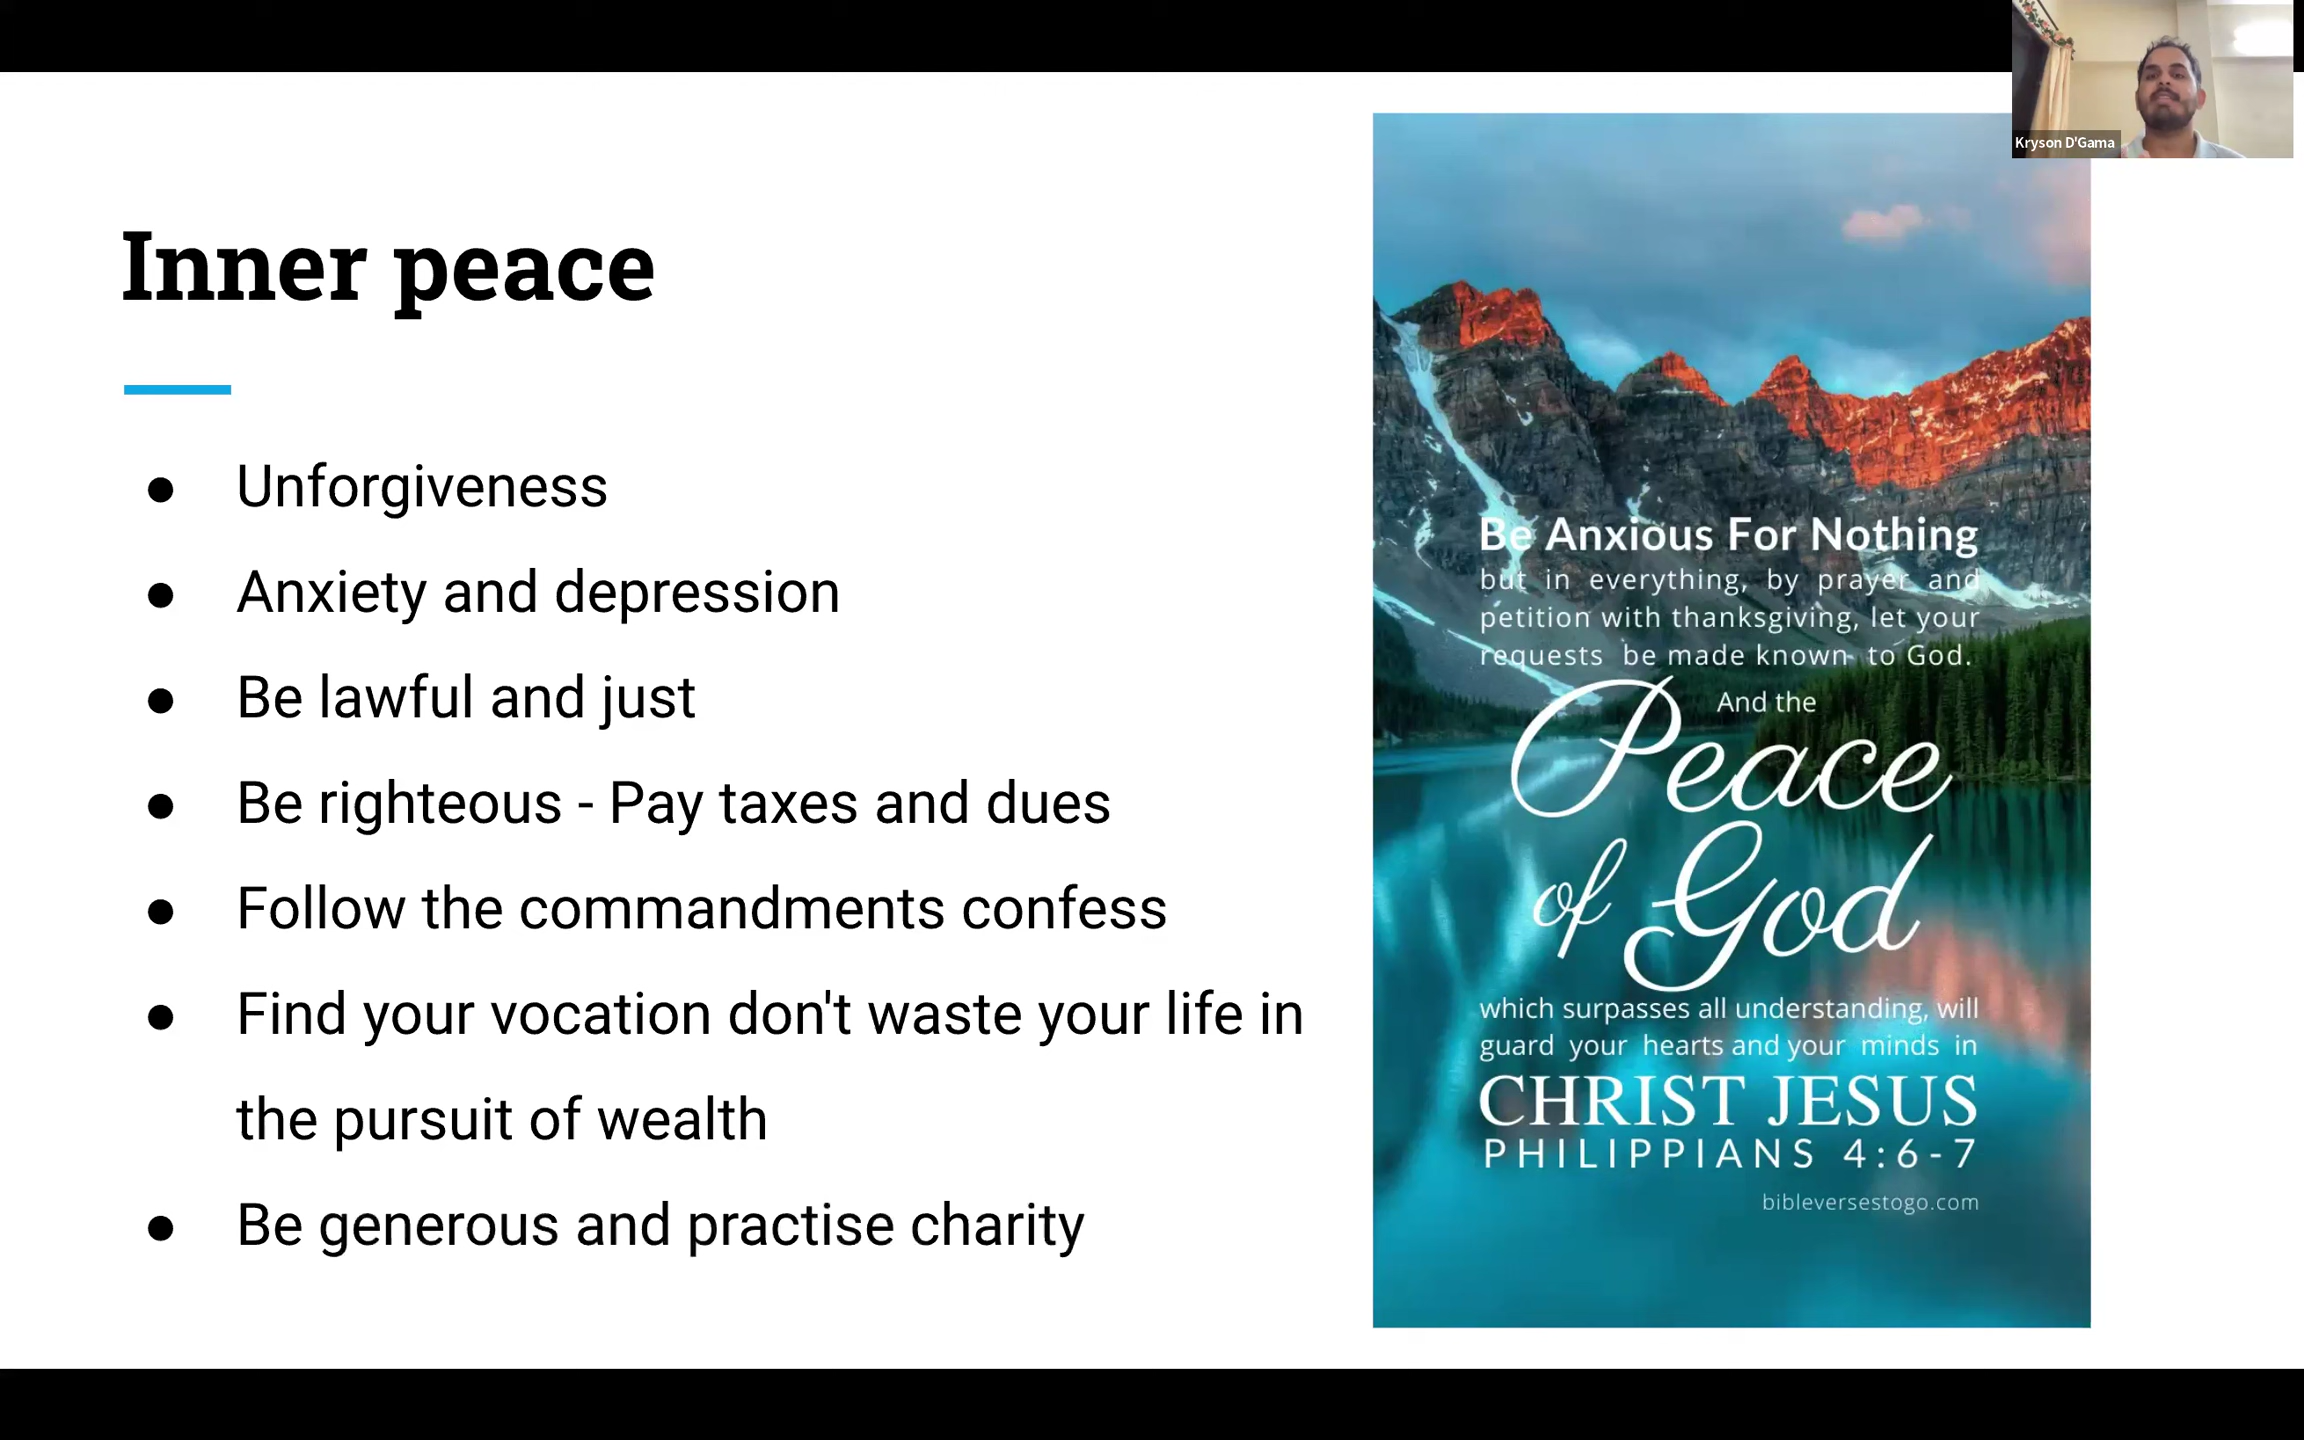 Kryson D'Gama
Inner peace
● Unforgiveness
● Anxiety and depression
● Be lawful and just
● Be righteous - Pay taxes and dues
● Follow the commandments confess
● Find your vocation don't waste your life in
the pursuit of wealth
● Be generous and practise charity
Be Anxious For Nothing
but in everything, by prayer and
petition with thanksgiving, let your
requests be made known to God.
And the
Peace
of God
which surpasses all understanding, will
guard your hearts and your minds in
CHRIST JESUS
PHILIPPIANS 4:6-7
bibleversestogo.com